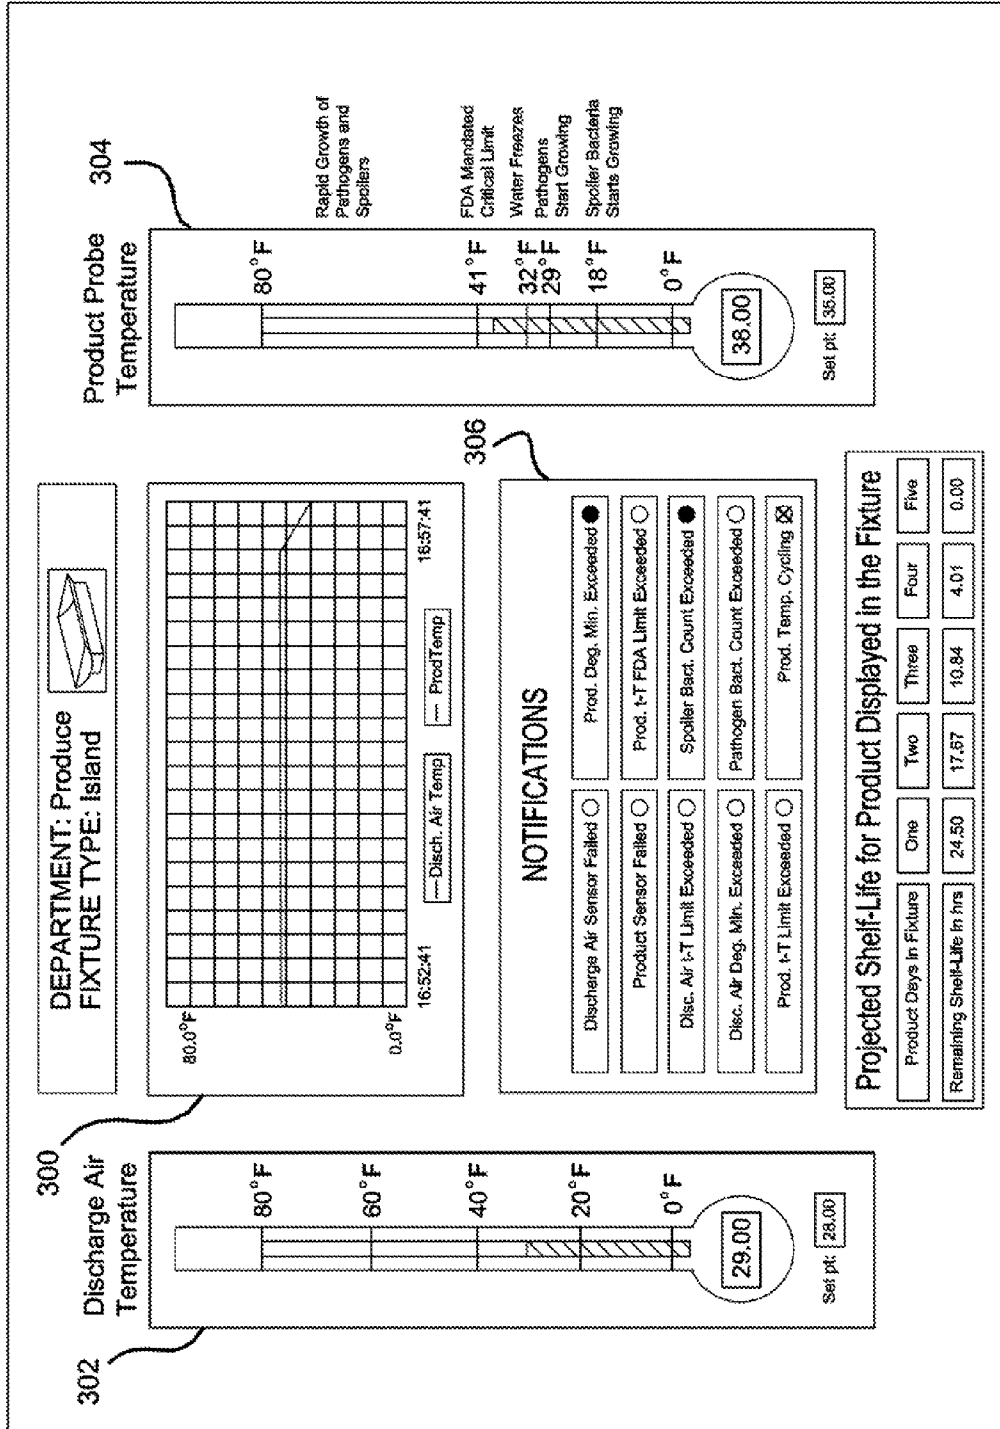 DEPARTMENT: Produce
FIXTURE TYPE: Island
302
Discharge Air
Temperature
80°F
60°F
40°F
20°F
0°F
29.00
Set pt: 28.00
300
80.0°F
0.0°F
16:52:41
16:57:41
Disch. Air Temp
ProdTemp
306
NOTIFICATIONS
Discharge Air Sensor Failed
Prod. Deg. Min. Exceeded
Product Sensor Failed
Prod. t-T FDA Limit Exceeded
Disc. Air t-T Limit Exceeded
Spoiler Bact. Count Exceeded
Disc. Air Deg. Min. Exceeded
Pathogen Bact. Count Exceeded
Prod. t-T Limit Exceeded
Prod. Temp. Cycling
Projected Shelf-Life for Product Displayed in the Fixture
Product Days in Fixture One Two Three Four Five
Remaining Shelf-Life in hrs 24.50 17.67 10.84 4.01 0.00
Product Probe
Temperature
304
80°F
41°F
32°F
29°F
18°F
0°F
38.00
Set pt: 35.00
Rapid Growth of
Pathogens and
Spoilers
FDA Mandated
Critical Limit
Water Freezes
Pathogens
Start Growing
Spoiler Bacteria
Starts Growing